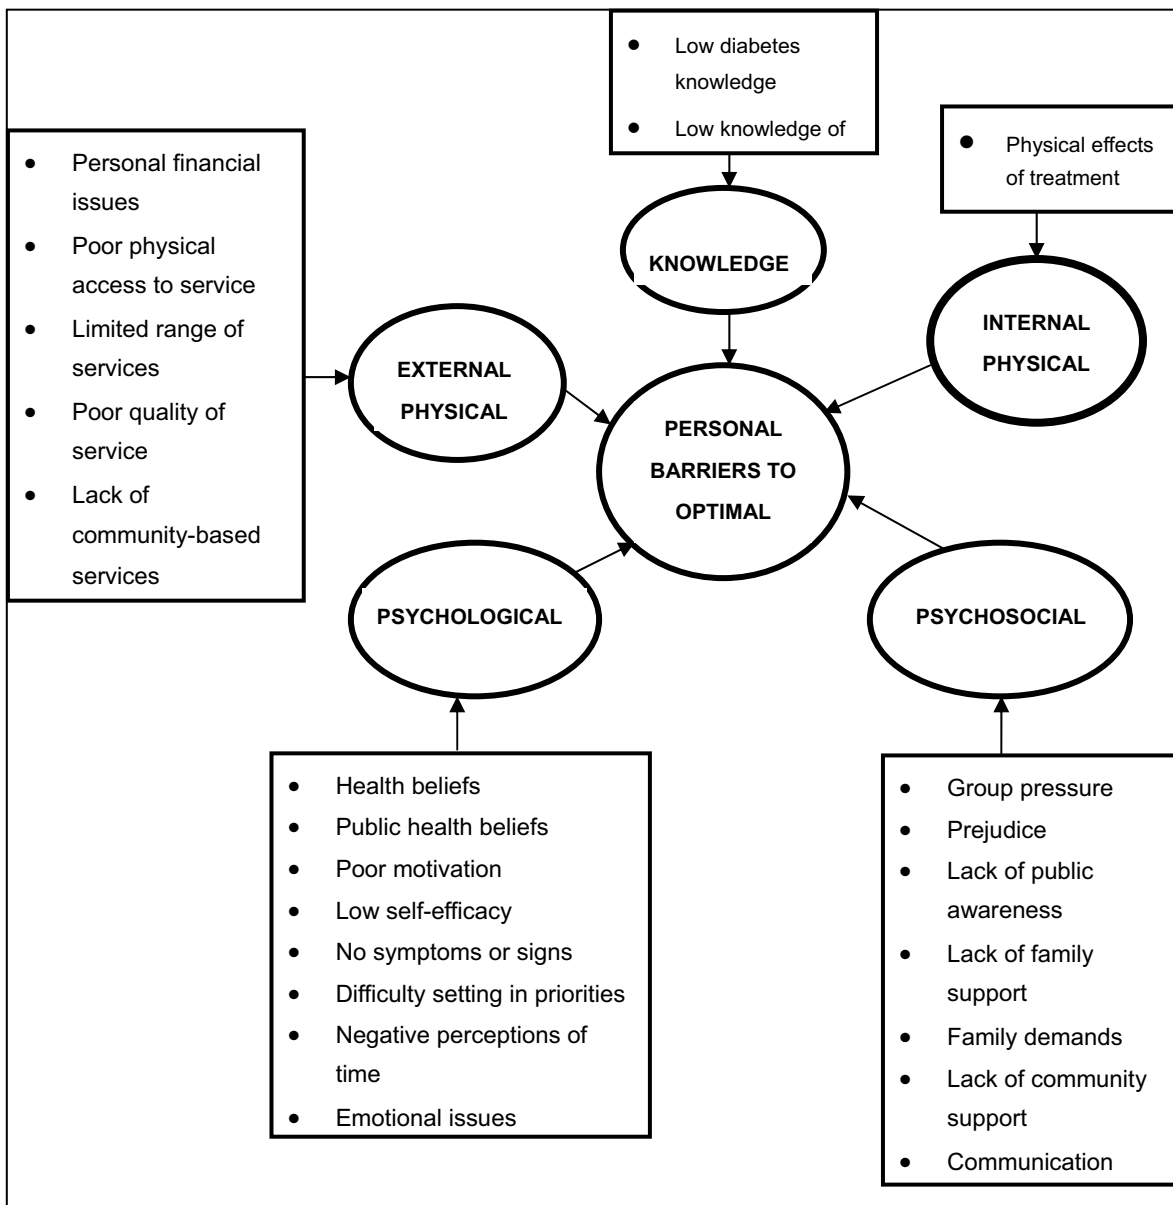 Low diabetes
knowledge
Low knowledge of
Physical effects
of treatment
Personal financial
issues
Poor physical
access to service
Limited range of
services
Poor quality of
service
Lack of
community-based
services
KNOWLEDGE
INTERNAL
PHYSICAL
EXTERNAL
PHYSICAL
PERSONAL
BARRIERS TO
OPTIMAL
PSYCHOLOGICAL
PSYCHOSOCIAL
Health beliefs
Public health beliefs
Poor motivation
Low self-efficacy
No symptoms or signs
Difficulty setting in priorities
Negative perceptions of
time
Emotional issues
Group pressure
Prejudice
Lack of public
awareness
Lack of family
support
Family demands
Lack of community
support
Communication